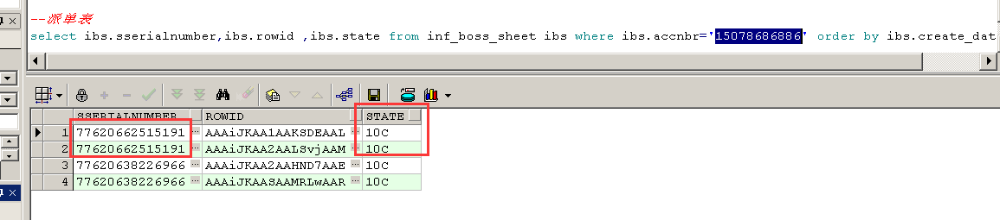 --派单表
select ibs.sserialnumber,ibs.rowid ,ibs.state from inf_boss_sheet ibs where ibs.accnbr='15078686886' order by ibs.create_dat
SSERIALNUMBER ROWID STATE
1 77620662515191 ... AAAiJKAA1AAKSDEAAL ... 10C
2 77620662515191 ... AAAiJKAA2AALSvjAAM ... 10C
3 77620638226966 ... AAAiJKAA2AAHND7AAE ... 10C
4 77620638226966 ... AAAiJKAASAAMRLwAAR ... 10C